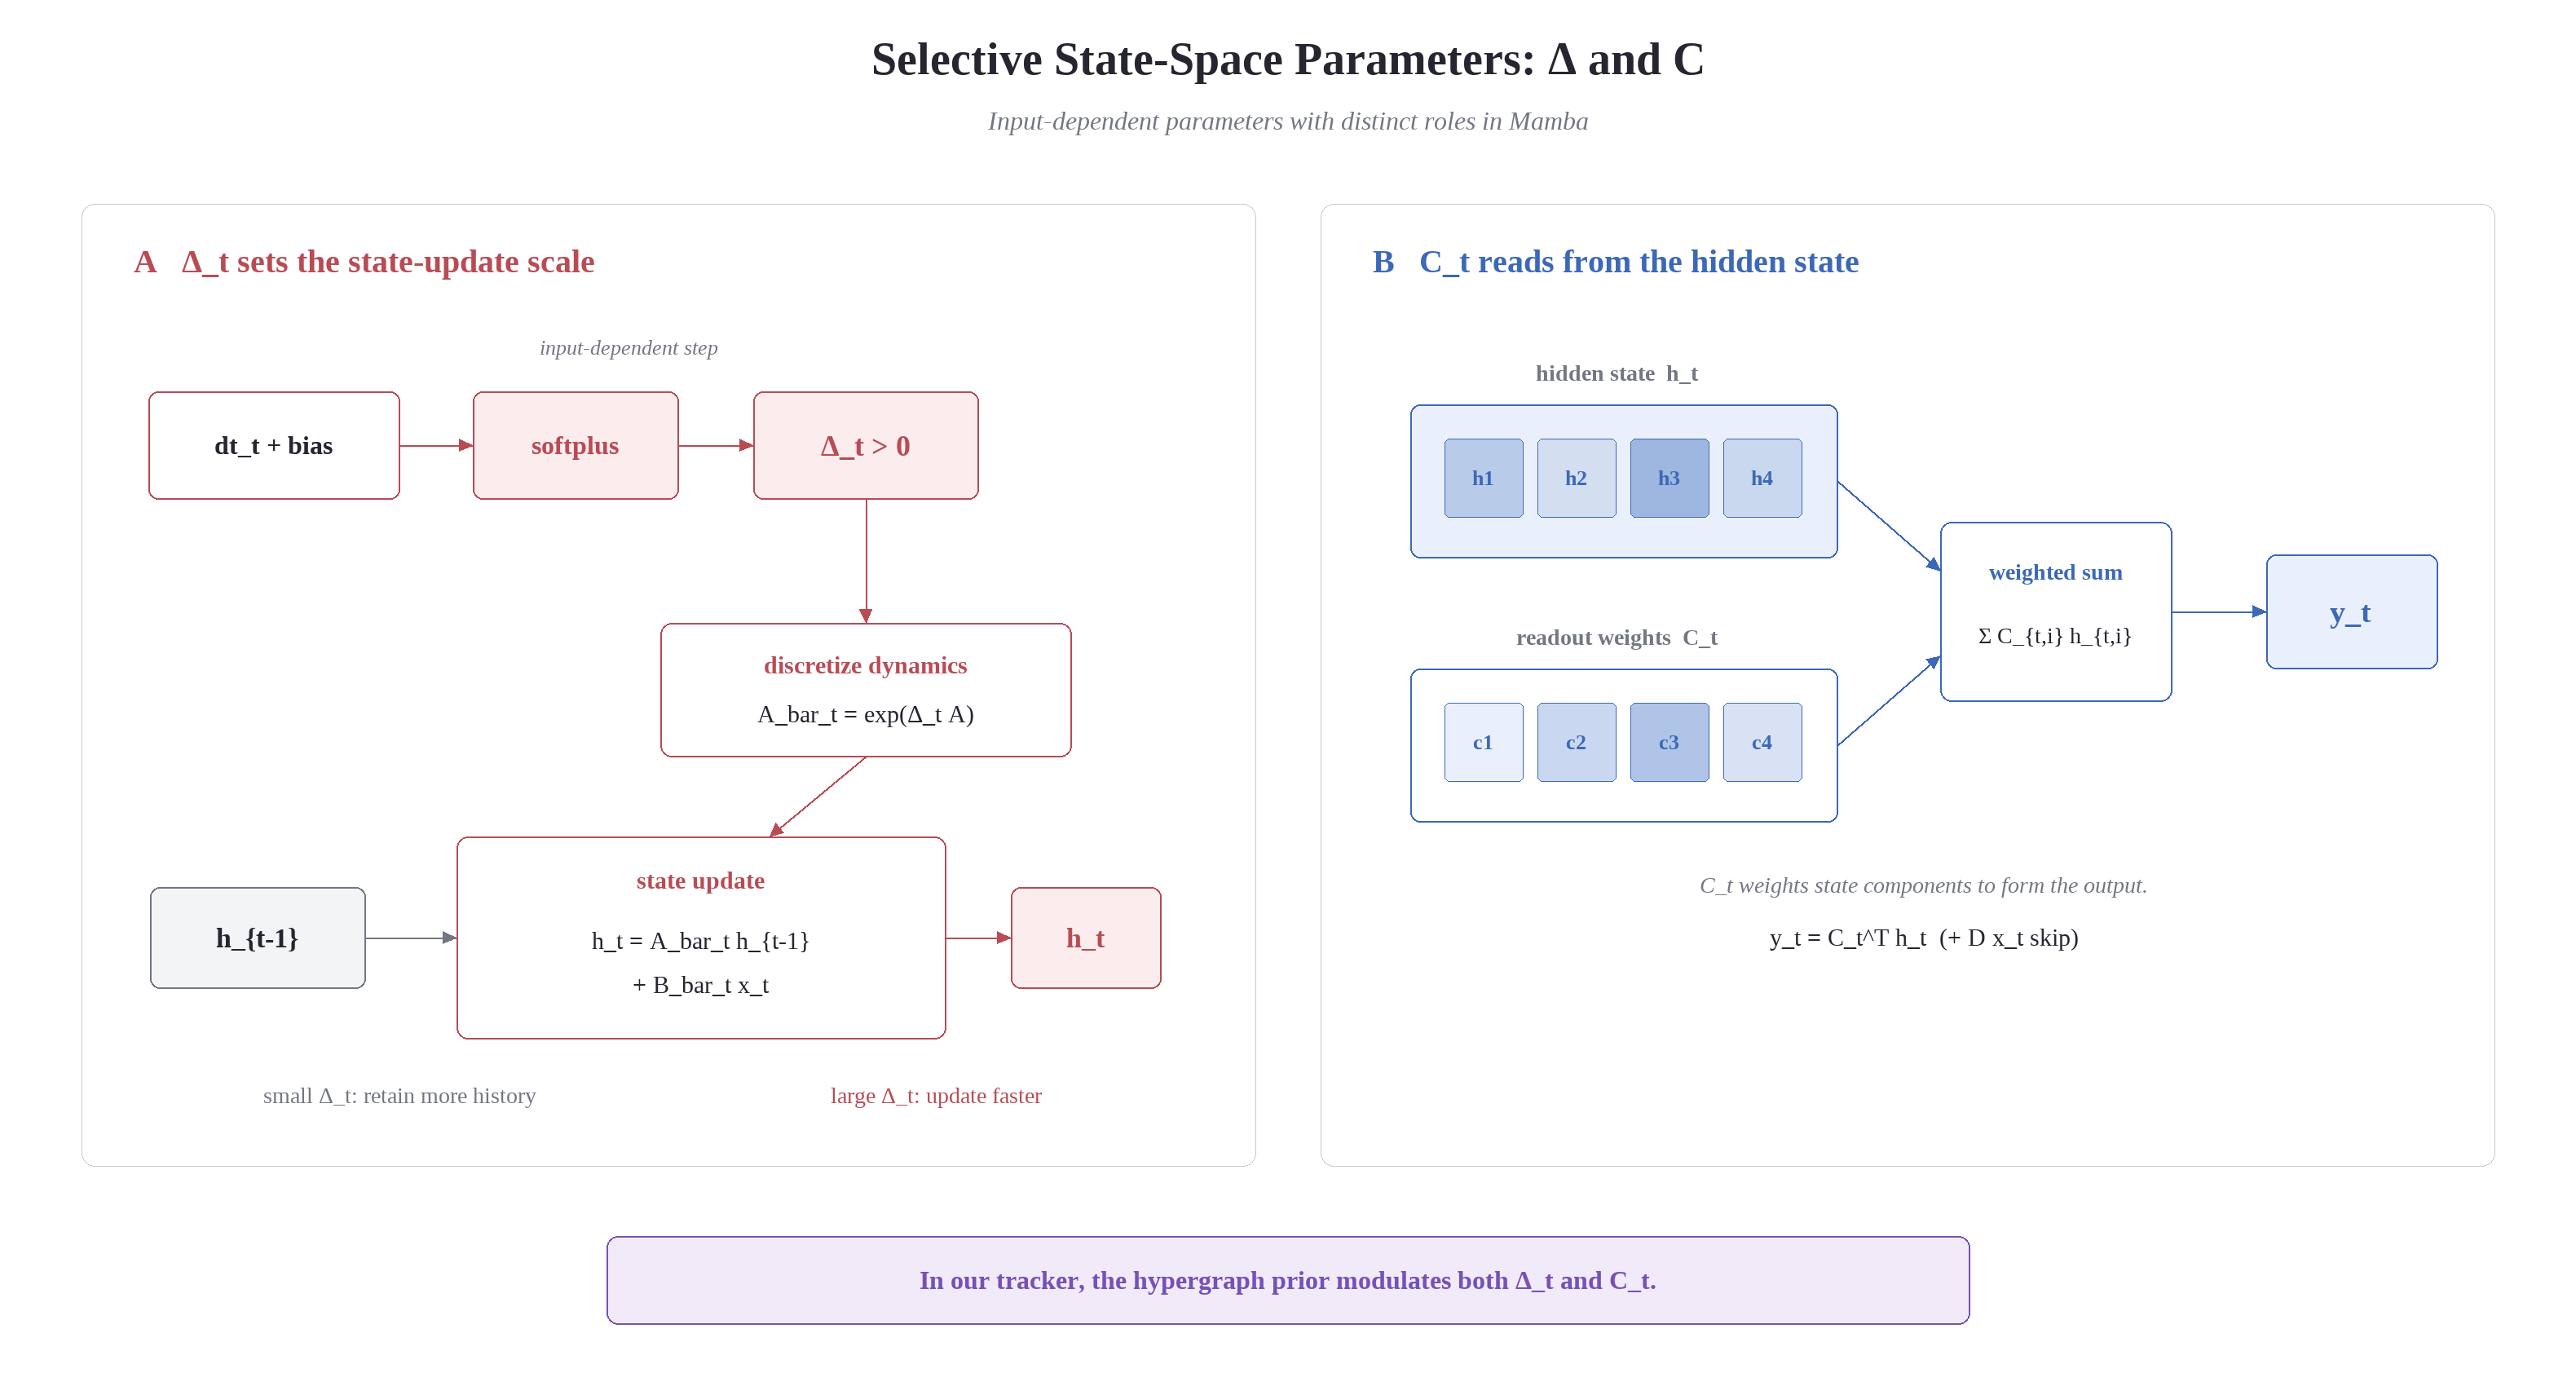 Selective State-Space Parameters: Δ and C
Input-dependent parameters with distinct roles in Mamba
A Δ_t sets the state-update scale
input-dependent step
dt_t + bias
softplus
Δ_t > 0
discretize dynamics
A_bar_t = exp(Δ_t A)
state update
h_t = A_bar_t h_{t-1}
+ B_bar_t x_t
h_{t-1}
h_t
small Δ_t: retain more history
large Δ_t: update faster
B C_t reads from the hidden state
hidden state h_t
h1
h2
h3
h4
readout weights C_t
c1
c2
c3
c4
weighted sum
Σ C_{t,i} h_{t,i}
y_t
C_t weights state components to form the output.
y_t = C_t^T h_t (+ D x_t skip)
In our tracker, the hypergraph prior modulates both Δ_t and C_t.